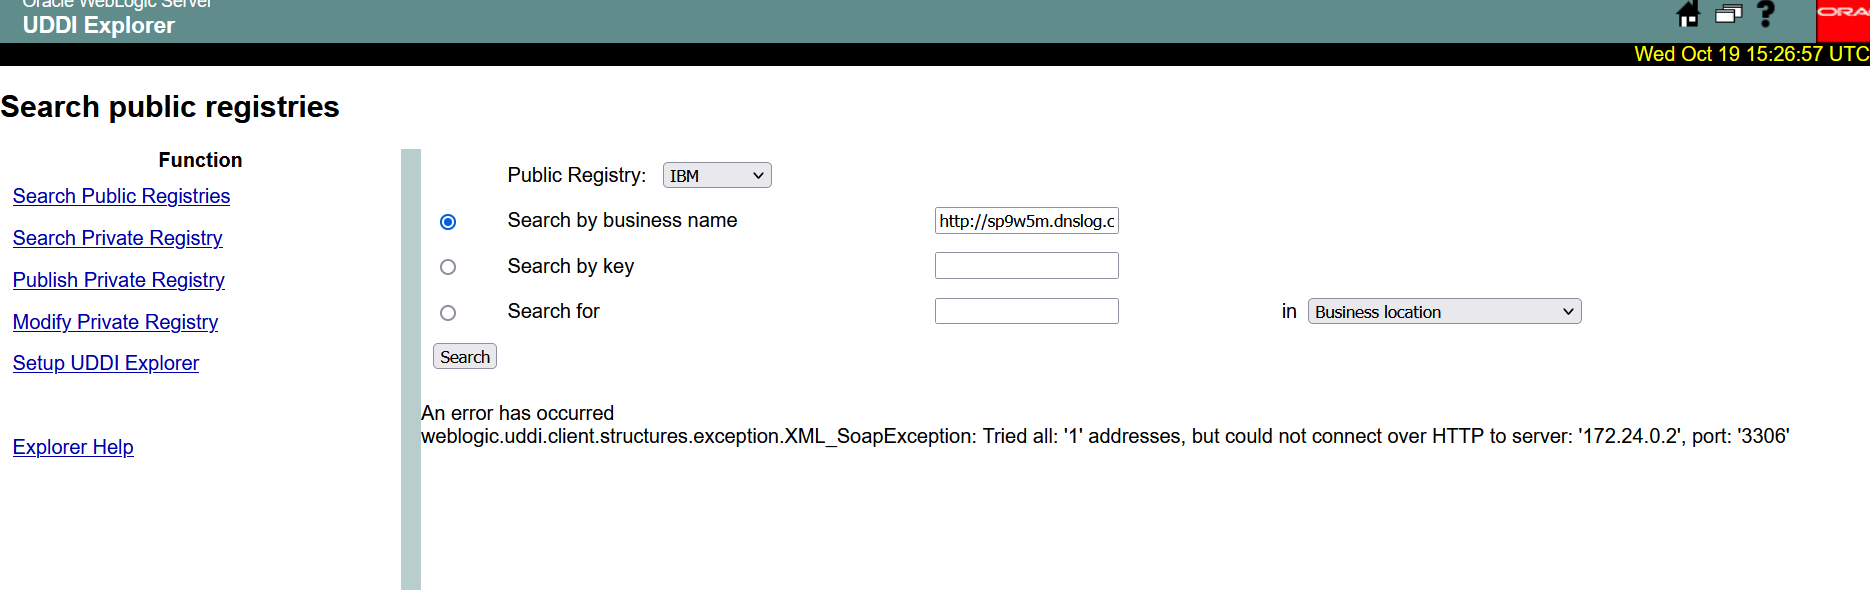 Oracle WebLogic Server
UDDI Explorer
Wed Oct 19 15:26:57 UTC
Search public registries
Function
Search Public Registries
Search Private Registry
Publish Private Registry
Modify Private Registry
Setup UDDI Explorer
Explorer Help
Public Registry: IBM
Search by business name http://sp9w5m.dnslog.c
Search by key
Search for in Business location
Search
An error has occurred
weblogic.uddi.client.structures.exception.XML_SoapException: Tried all: '1' addresses, but could not connect over HTTP to server: '172.24.0.2', port: '3306'